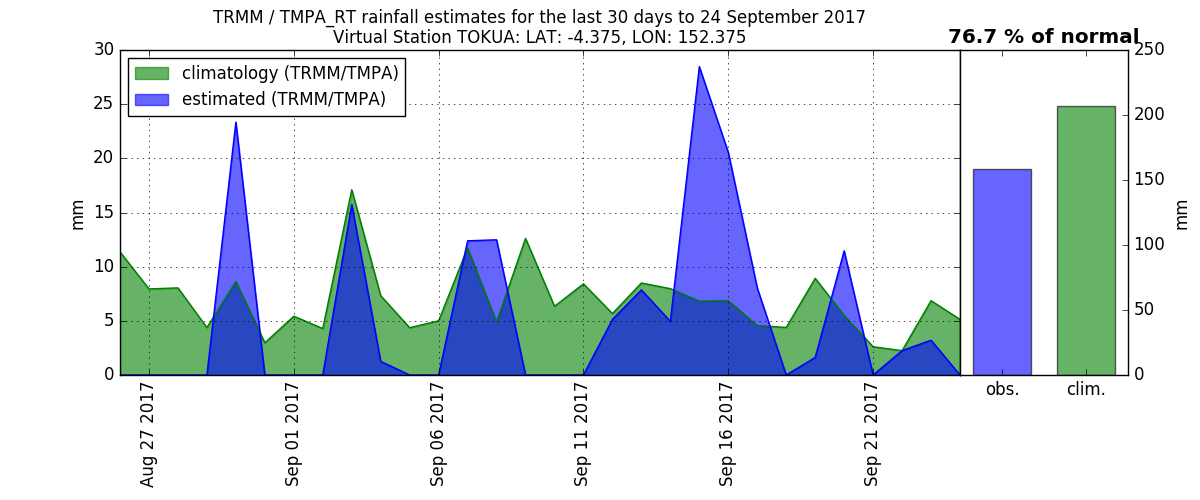 TRMM / TMPA_RT rainfall estimates for the last 30 days to 24 September 2017
Virtual Station TOKUA: LAT: -4.375, LON: 152.375
76.7 % of normal
climatology (TRMM/TMPA)
estimated (TRMM/TMPA)
mm
30
25
20
15
10
5
0
Aug 27 2017
Sep 01 2017
Sep 06 2017
Sep 11 2017
Sep 16 2017
Sep 21 2017
obs.
clim.
250
200
150
100
50
0
mm